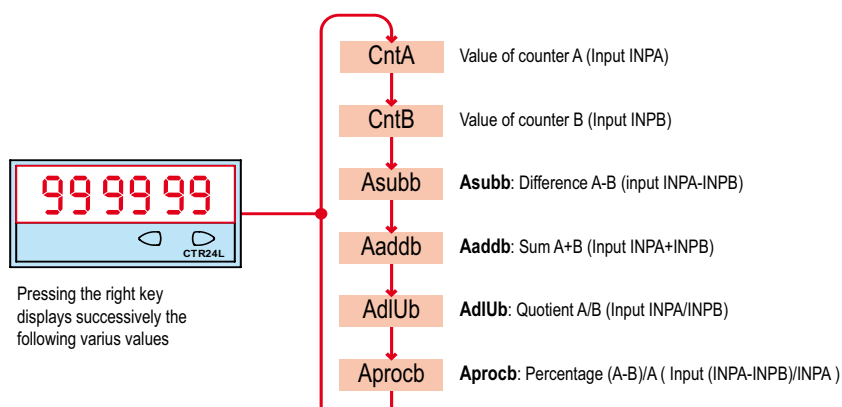 CntA
Value of counter A (Input INPA)
CntB
Value of counter B (Input INPB)
Asubb
Asubb: Difference A-B (input INPA-INPB)
999999
CTR24L
Aaddb
Aaddb: Sum A+B (Input INPA+INPB)
Pressing the right key
displays successively the
following varius values
AdlUb
AdlUb: Quotient A/B (Input INPA/INPB)
Aprocb
Aprocb: Percentage (A-B)/A ( Input (INPA-INPB)/INPA )